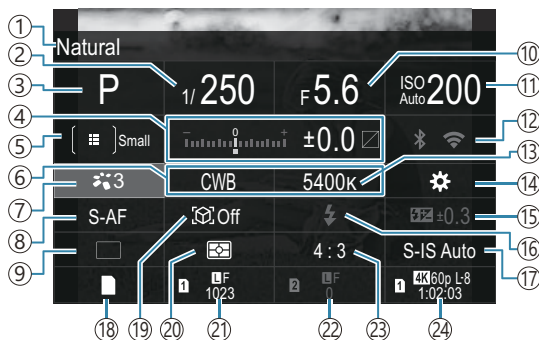 ① Natural
② ③ P 1/250 F5.6 ISO Auto 200 ⑩ ⑪
④ ⑤ Small − 0 + ±0.0 ⑫
⑥ ⑦ 3 CWB 5400K ⑬ ⑭
⑧ S-AF Off ±0.3 ⑮
⑨ 4:3 S-IS Auto ⑯ ⑰
1 LF 1023 2 LF 0 1 4K 60p L-8 1:02:03
⑱ ⑲ ⑳ ㉑ ㉒ ㉓ ㉔